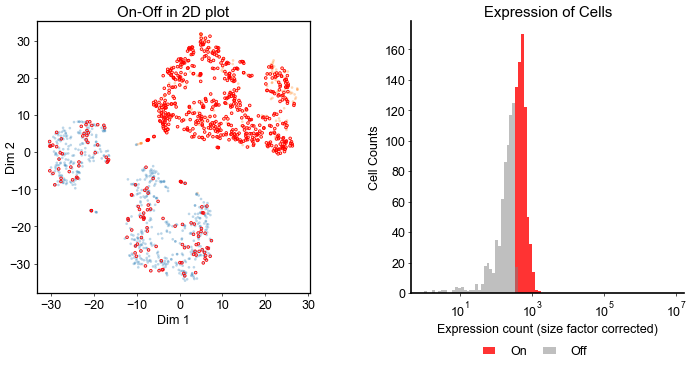 On-Off in 2D plot
Dim 2
30
20
10
0
−10
−20
−30
−30 −20 −10 0 10 20 30
Dim 1
Expression of Cells
Cell Counts
160
140
120
100
80
60
40
20
0
10^1 10^3 10^5 10^7
Expression count (size factor corrected)
On Off